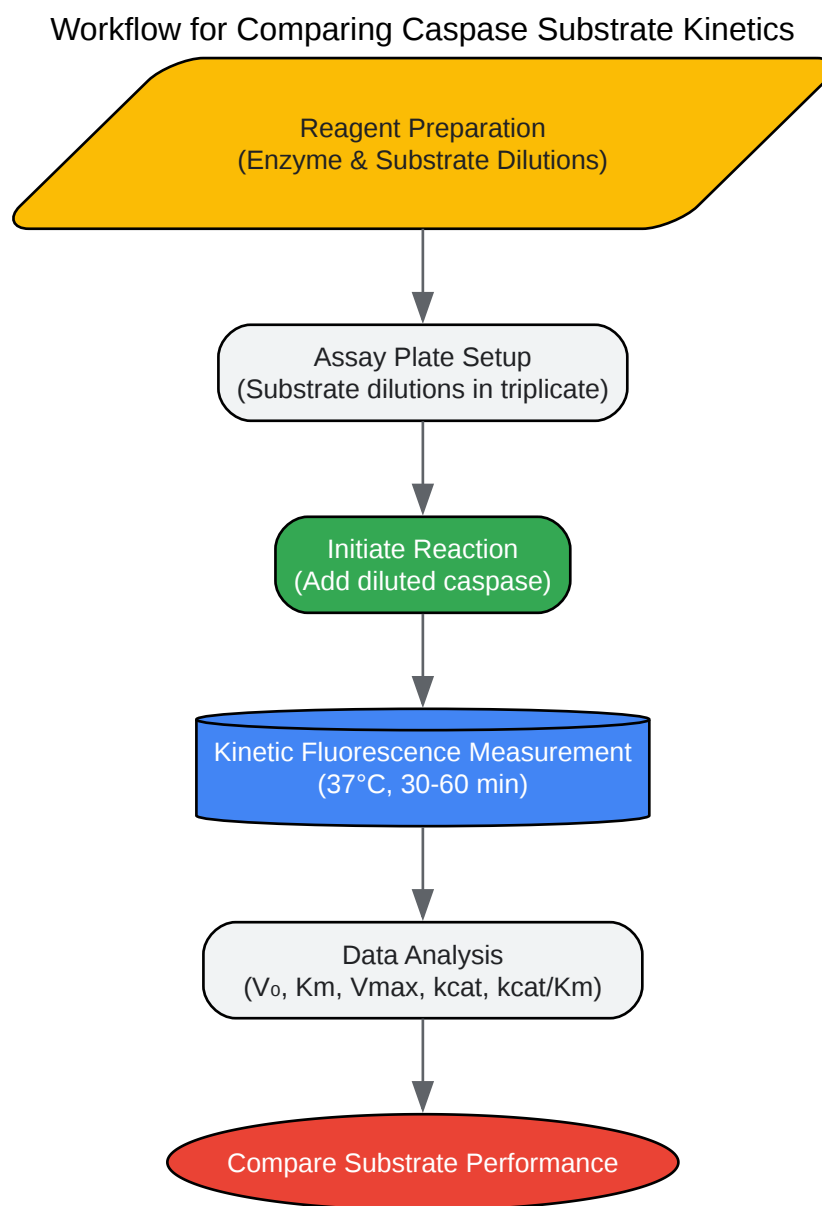 Workflow for Comparing Caspase Substrate Kinetics
Reagent Preparation
(Enzyme & Substrate Dilutions)
Assay Plate Setup
(Substrate dilutions in triplicate)
Initiate Reaction
(Add diluted caspase)
Kinetic Fluorescence Measurement
(37°C, 30-60 min)
Data Analysis
(V₀, Km, Vmax, kcat, kcat/Km)
Compare Substrate Performance